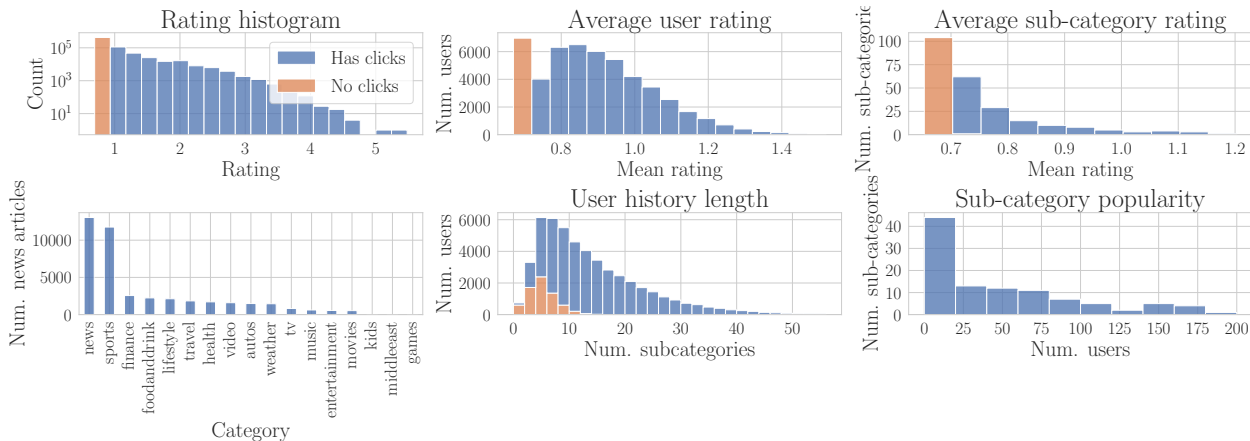 Rating histogram
Count
10^5
10^3
10^1
Has clicks
No clicks
1 2 3 4 5
Rating
Average user rating
Num. users
6000
4000
2000
0
0.8 1.0 1.2 1.4
Mean rating
Average sub-category rating
Num. sub-categories
100
75
50
25
0
0.7 0.8 0.9 1.0 1.1 1.2
Mean rating
Num. news articles
10000
5000
0
news
sports
finance
foodanddrink
lifestyle
travel
health
video
autos
weather
tv
music
entertainment
movies
kids
middleeast
games
Category
User history length
Num. users
6000
4000
2000
0
0 10 20 30 40 50
Num. subcategories
Sub-category popularity
Num. sub-categories
40
30
20
10
0
0 25 50 75 100 125 150 175 200
Num. users